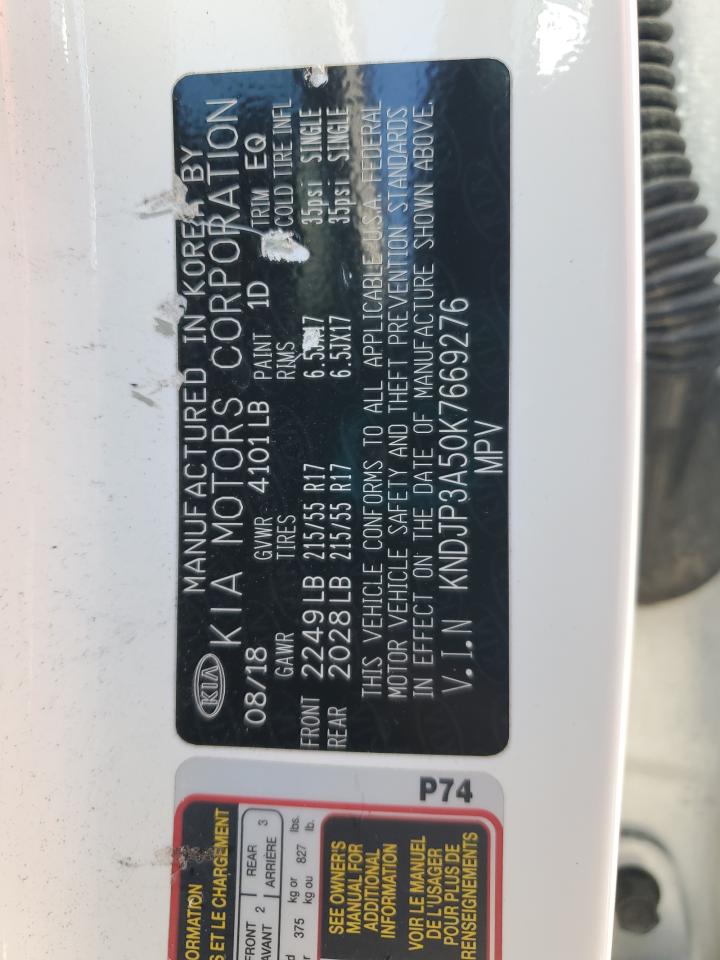 MANUFACTURED IN KOREA BY
KIA KIA MOTORS CORPORATION
08/18 GVWR 4101LB PAINT 1D TRIM EQ
GAWR TIRES RIMS COLD TIRE INFL
FRONT 2249LB 215/55 R17 6.5JX17 35psi SINGLE
REAR 2028LB 215/55 R17 6.5JX17 35psi SINGLE
THIS VEHICLE CONFORMS TO ALL APPLICABLE U.S.A. FEDERAL
MOTOR VEHICLE SAFETY AND THEFT PREVENTION STANDARDS
IN EFFECT ON THE DATE OF MANUFACTURE SHOWN ABOVE.
V.I.N KNDJP3A50K7669276
MPV
ET LE CHARGEMENT
FRONT 2 REAR 3
AVANT 2 ARRIÈRE 3
375 kg or 827 lbs.
kg ou lb.
SEE OWNER'S
MANUAL FOR
ADDITIONAL
INFORMATION
VOIR LE MANUEL
DE L'USAGER
POUR PLUS DE
RENSEIGNEMENTS
P74